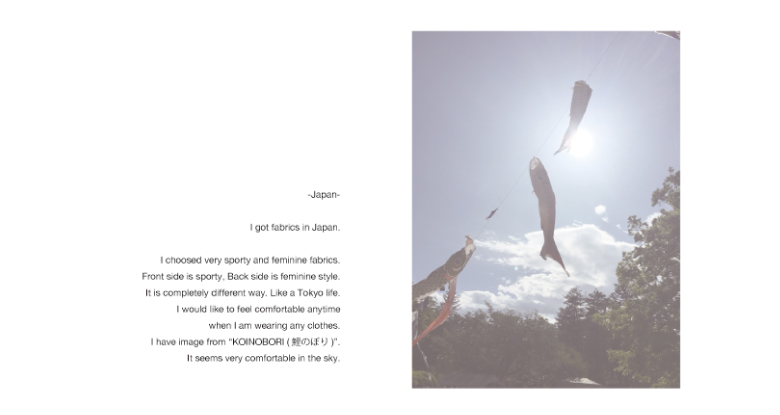 -Japan-
I got fabrics in Japan.
I choosed very sporty and feminine fabrics.
Front side is sporty, Back side is feminine style.
It is completely different way. Like a Tokyo life.
I would like to feel comfortable anytime
when I am wearing any clothes.
I have image from “KOINOBORI ( 鯉のぼり )”.
It seems very comfortable in the sky.